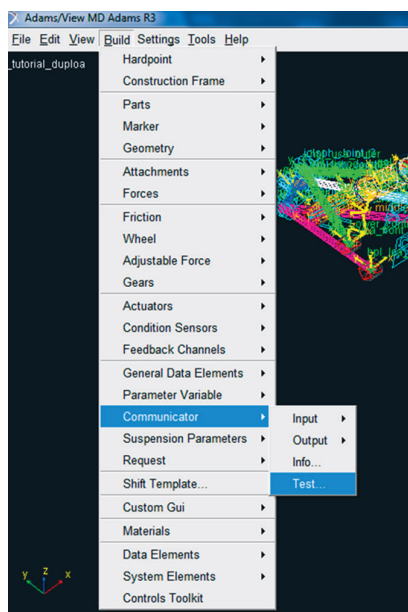 Adams/View MD Adams R3
File Edit View Build Settings Tools Help
_tutorial_duploa
Hardpoint
Construction Frame
Parts
Marker
Geometry
Attachments
Forces
Friction
Wheel
Adjustable Force
Gears
Actuators
Condition Sensors
Feedback Channels
General Data Elements
Parameter Variable
Communicator
Input
Output
Info...
Test...
Suspension Parameters
Request
Shift Template...
Custom Gui
Materials
Data Elements
System Elements
Controls Toolkit
y z x